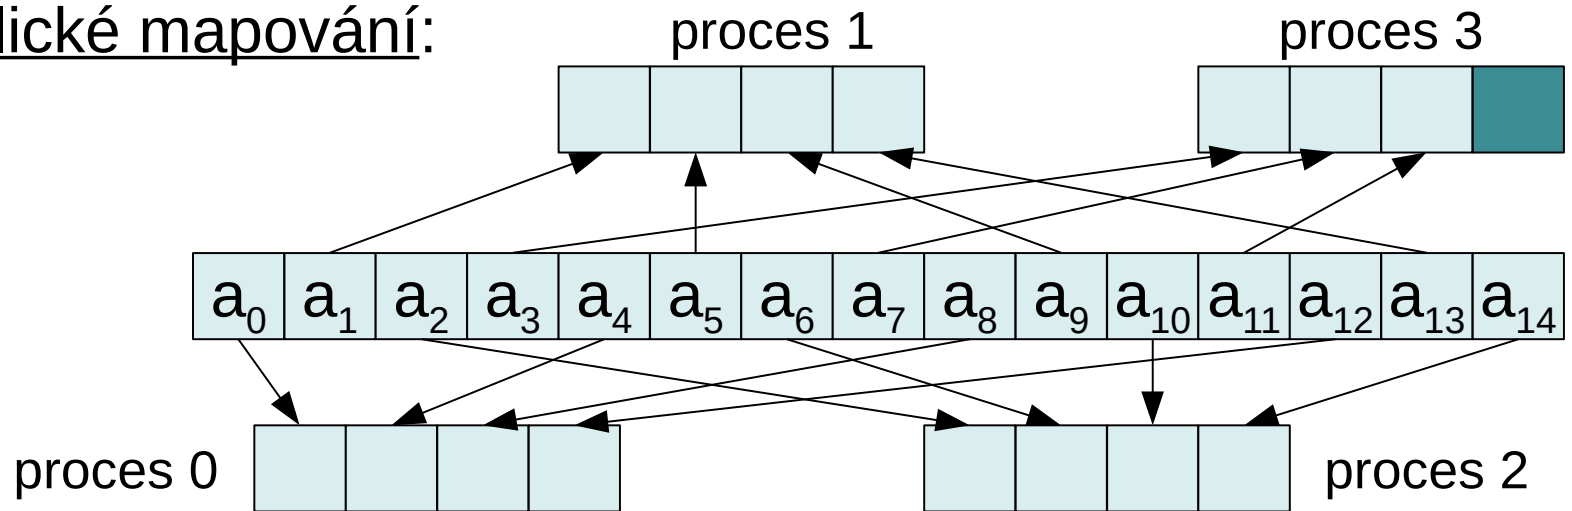 lické mapování:
proces 1
proces 3
a0 a1 a2 a3 a4 a5 a6 a7 a8 a9 a10 a11 a12 a13 a14
proces 0
proces 2